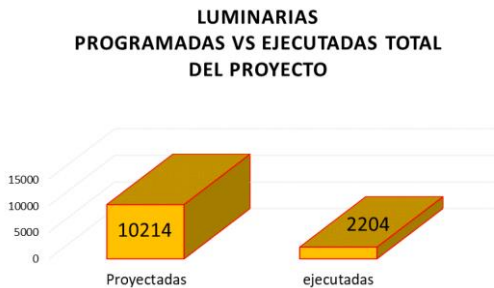 LUMINARIAS
PROGRAMADAS VS EJECUTADAS TOTAL
DEL PROYECTO
15000
10000
5000
0
10214
2204
Proyectadas
ejecutadas